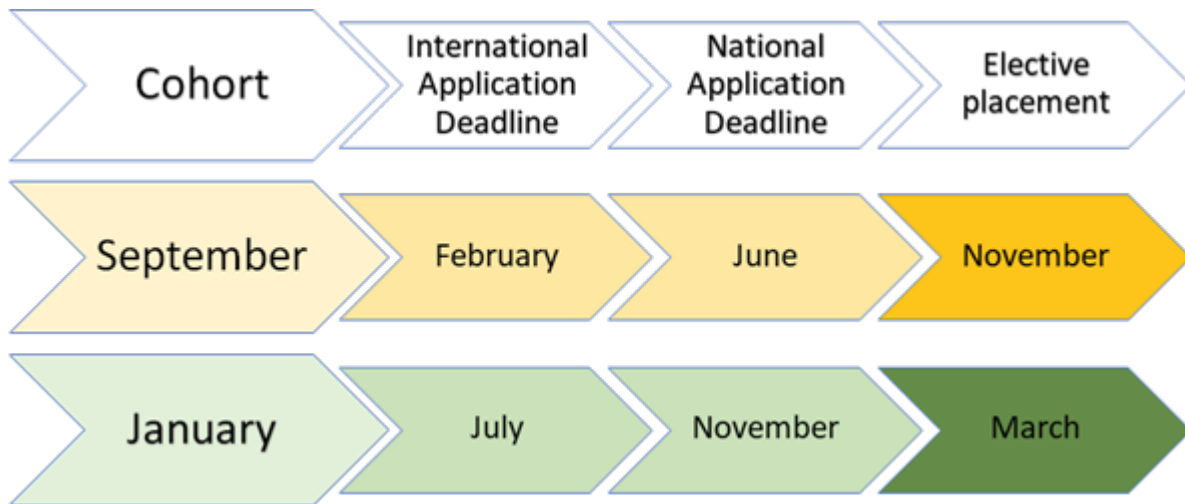 Cohort
International
Application
Deadline
National
Application
Deadline
Elective
placement
September
February
June
November
January
July
November
March